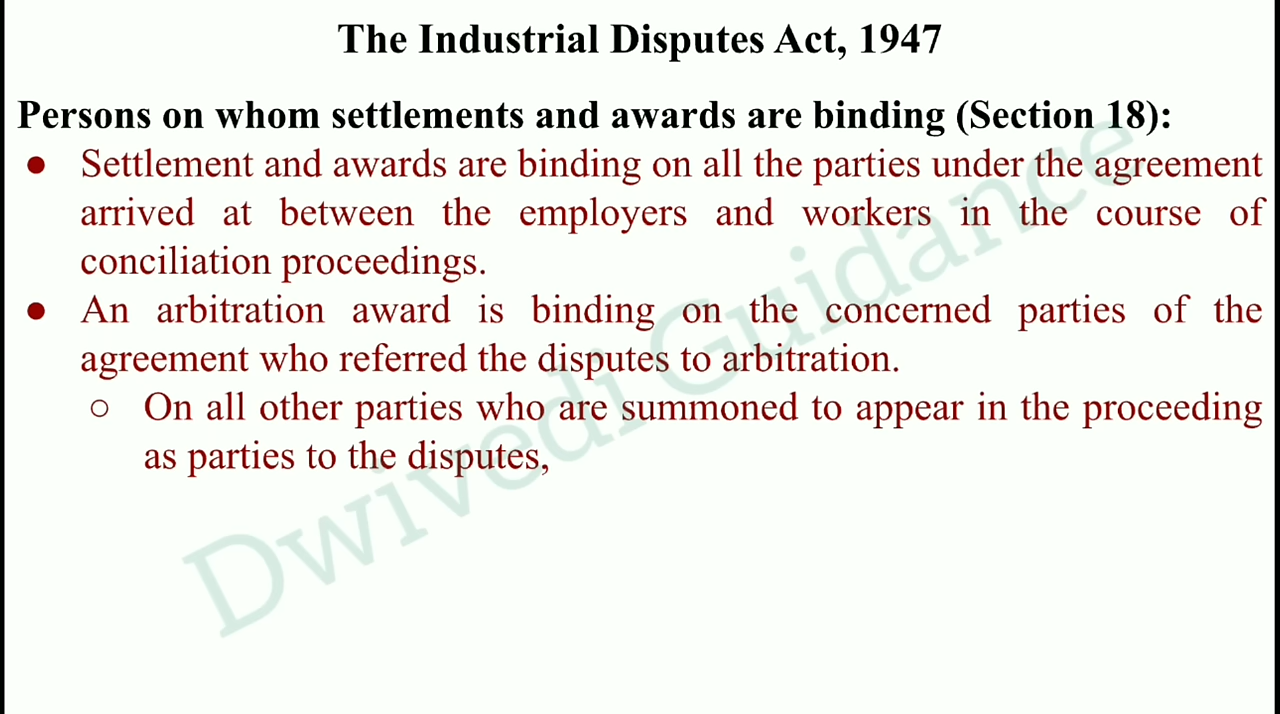 The Industrial Disputes Act, 1947
Persons on whom settlements and awards are binding (Section 18):
● Settlement and awards are binding on all the parties under the agreement
arrived at between the employers and workers in the course of
conciliation proceedings.
● An arbitration award is binding on the concerned parties of the
agreement who referred the disputes to arbitration.
○ On all other parties who are summoned to appear in the proceeding
as parties to the disputes,
Dwivedi Guidance